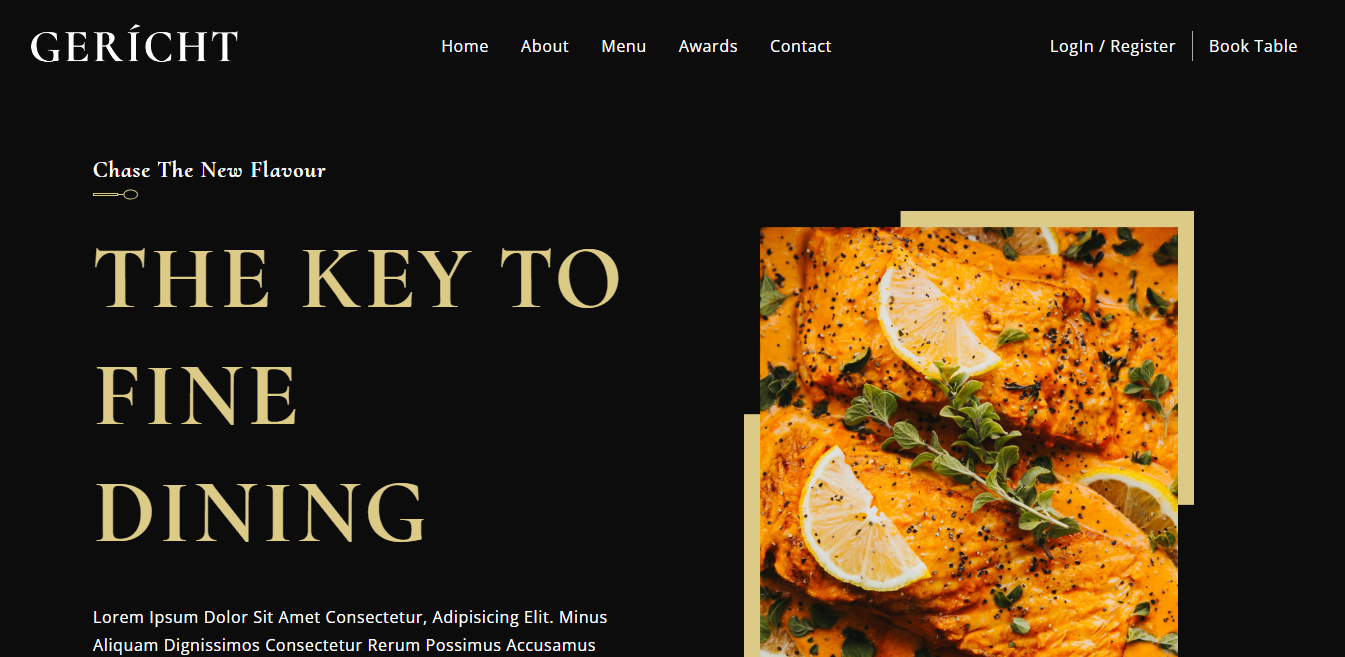 GERÍCHT
Home About Menu Awards Contact
LogIn / Register Book Table
Chase The New Flavour
THE KEY TO
FINE
DINING
Lorem Ipsum Dolor Sit Amet Consectetur, Adipisicing Elit. Minus
Aliquam Dignissimos Consectetur Rerum Possimus Accusamus